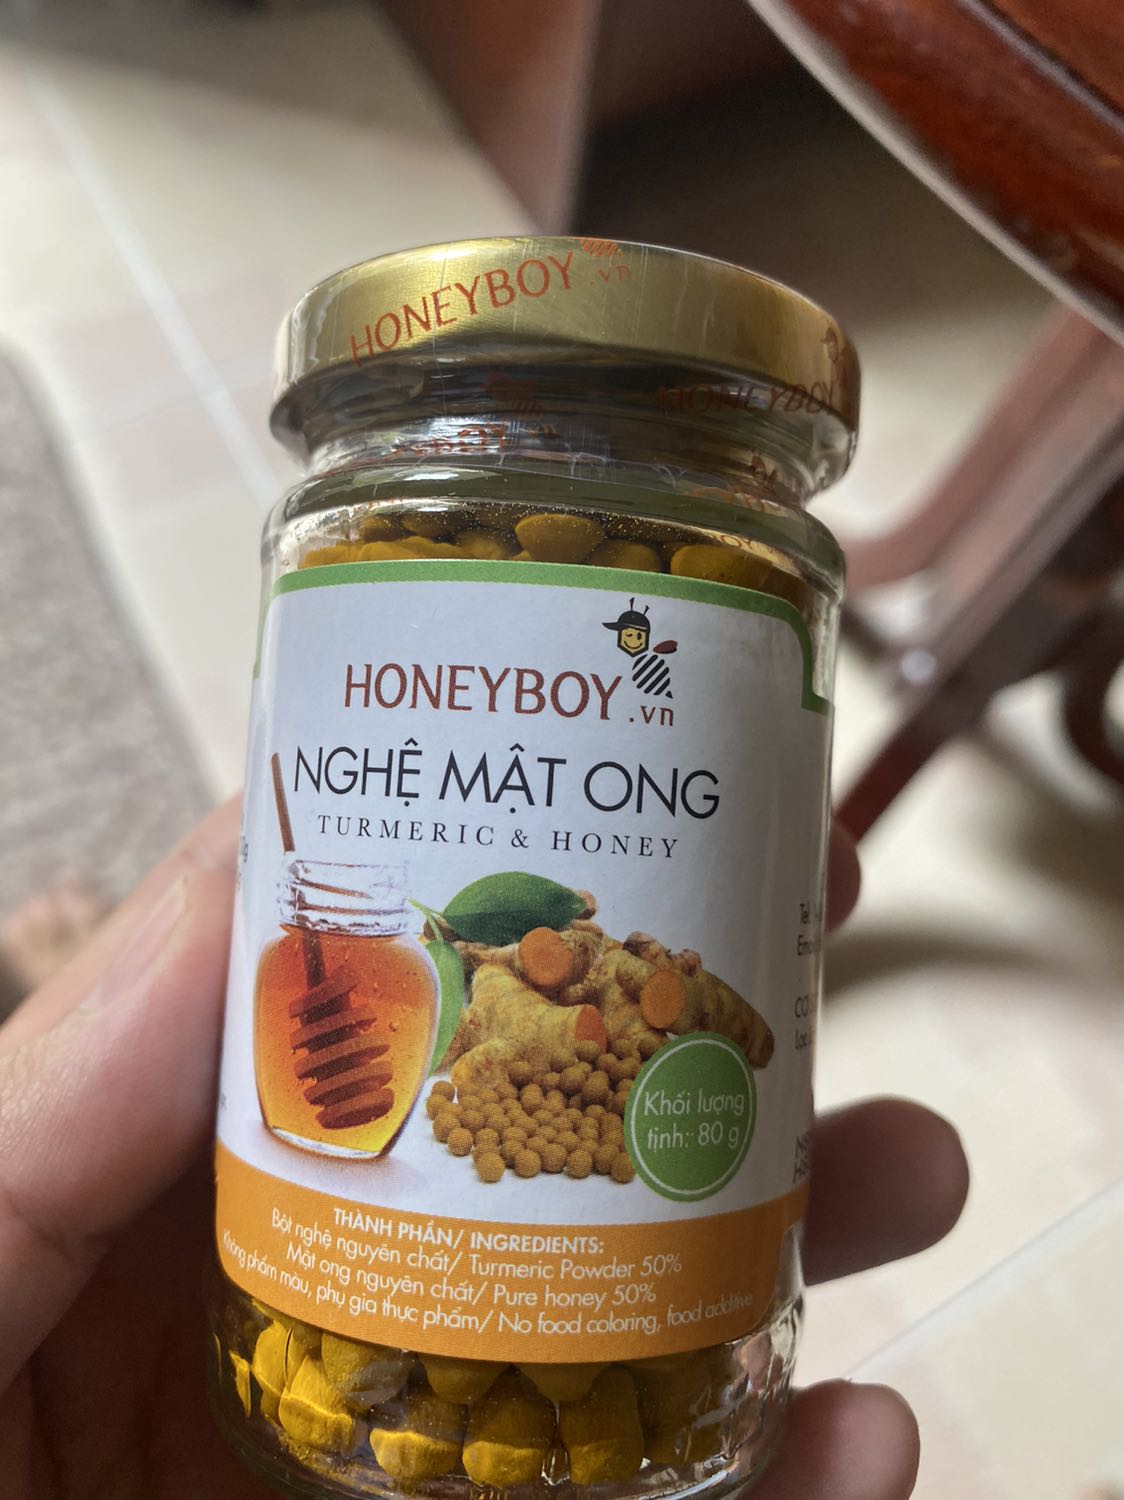 HONEYBOY.vn
HONEYBOY
HONEYBOY.vn
NGHỆ MẬT ONG
TURMERIC & HONEY
Khối lượng
tịnh: 80 g
THÀNH PHẦN/ INGREDIENTS:
Bột nghệ nguyên chất/ Turmeric Powder 50%
Mật ong nguyên chất/ Pure honey 50%
Không phẩm màu, phụ gia thực phẩm/ No food coloring, food additive